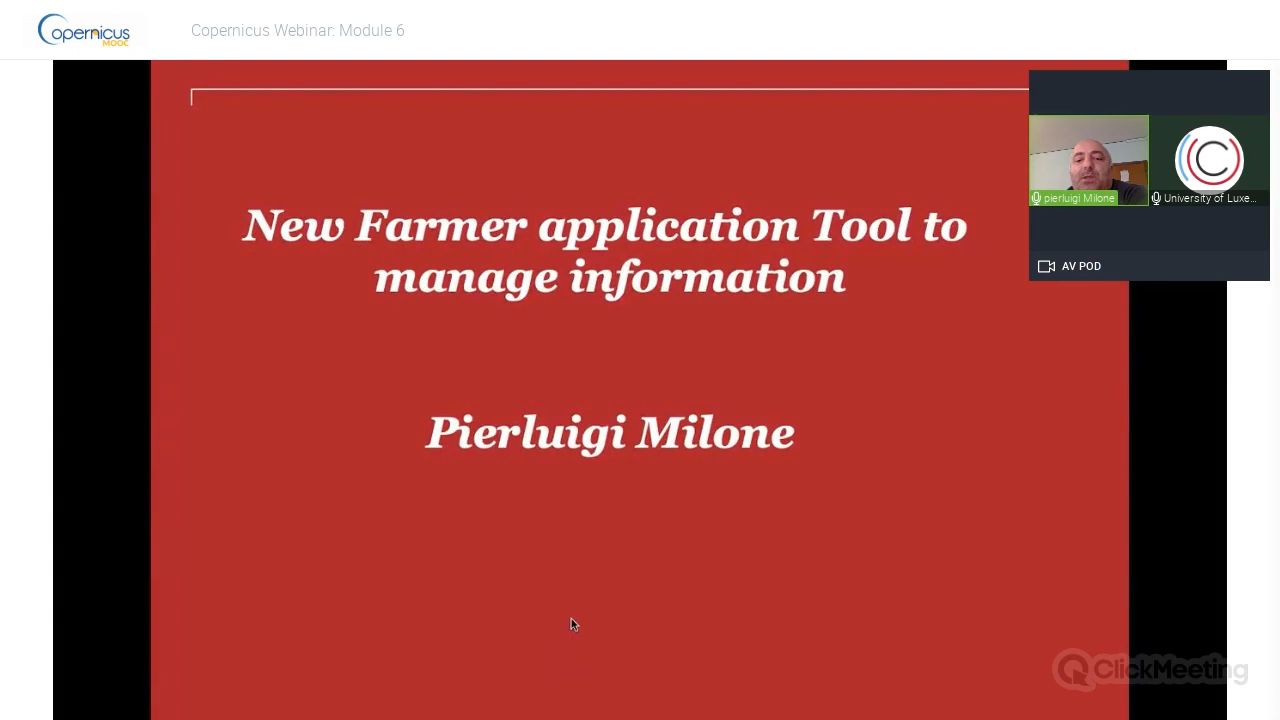 Copernicus
MOOC
Copernicus Webinar: Module 6
New Farmer application Tool to
manage information
Pierluigi Milone
pierluigi Milone
University of Luxe...
AV POD
ClickMeeting